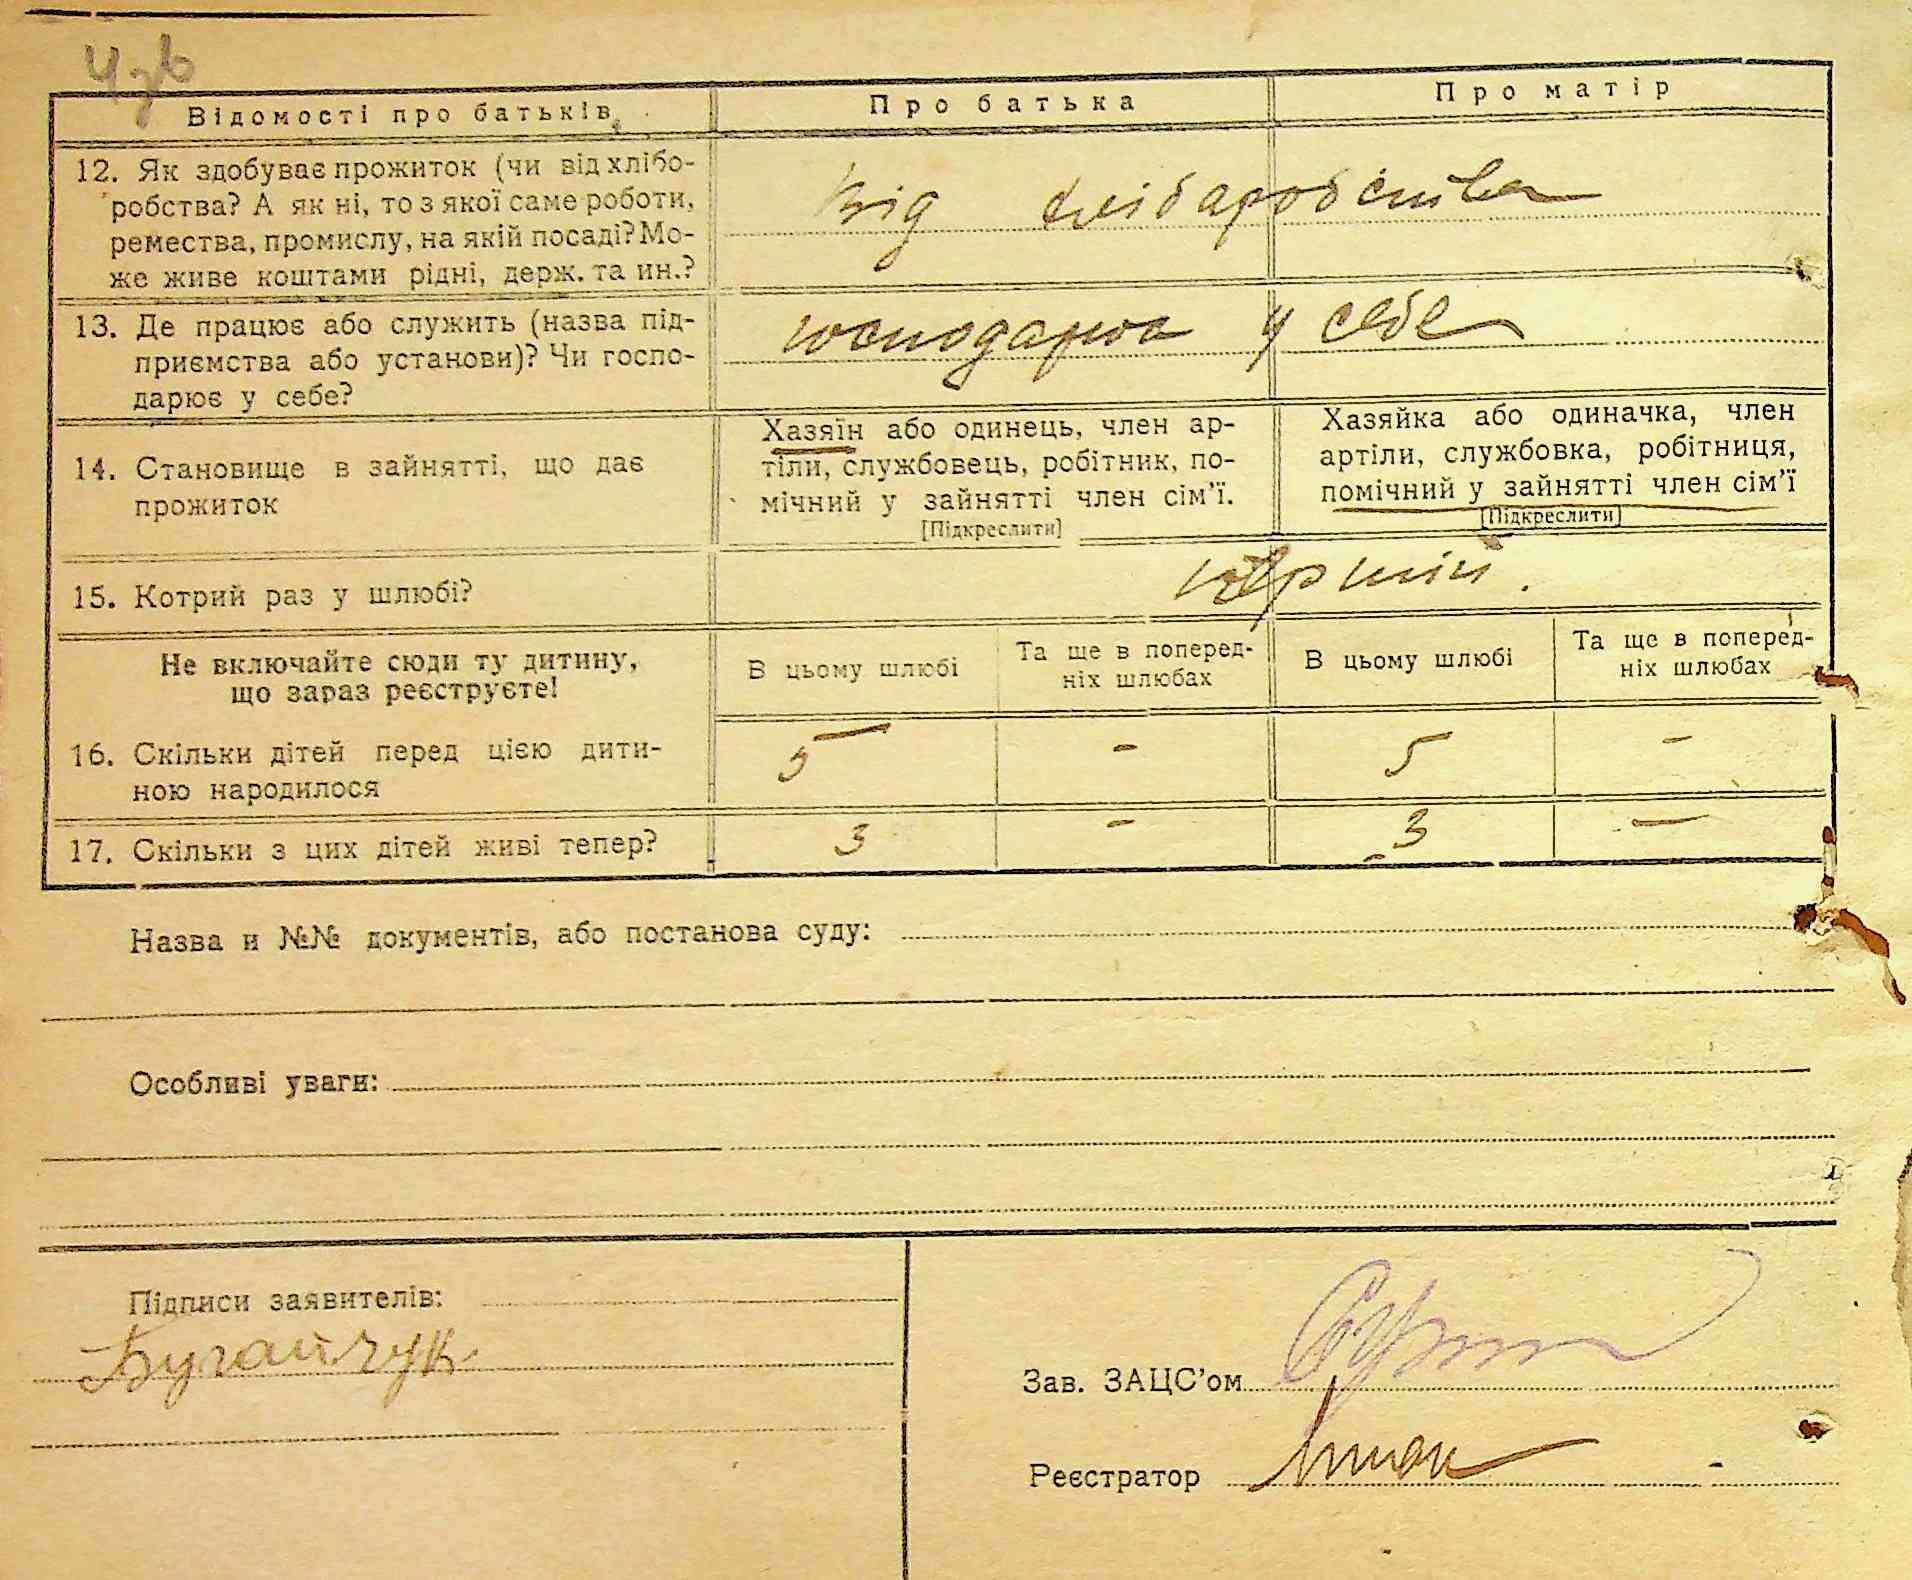 Відомості про батьків
Про батька
Про матір
12. Як здобуває прожиток (чи від хлібо-
робства? А як ні, то з якої саме роботи,
ремества, промислу, на якій посаді? Мо-
же живе коштами рідні, держ. та ин.?
Від хлібаробства
13. Де працює або служить (назва під-
приємства або установи)? Чи госпо-
дарює у себе?
господарюа у себе
14. Становище в зайнятті, що дає
прожиток
Хазяїн або одинець, член ар-
тіли, службовець, робітник, по-
мічний у зайнятті член сім'ї.
[Підкреслити]
Хазяйка або одиначка, член
артіли, службовка, робітниця,
помічний у зайнятті член сім'ї
[Підкреслити]
15. Котрий раз у шлюбі?
перший.
Не включайте сюди ту дитину,
що зараз реєструєте!
В цьому шлюбі
Та ще в поперед-
ніх шлюбах
В цьому шлюбі
Та ще в поперед-
ніх шлюбах
16. Скільки дітей перед цією дити-
ною народилося
5 - 5 -
17. Скільки з цих дітей живі тепер?
3 - 3 -
Назва и №№ документів, або постанова суду:
Особливі уваги:
Підписи заявителів:
Бугайчук
Зав. ЗАЦС'ом
Реєстратор